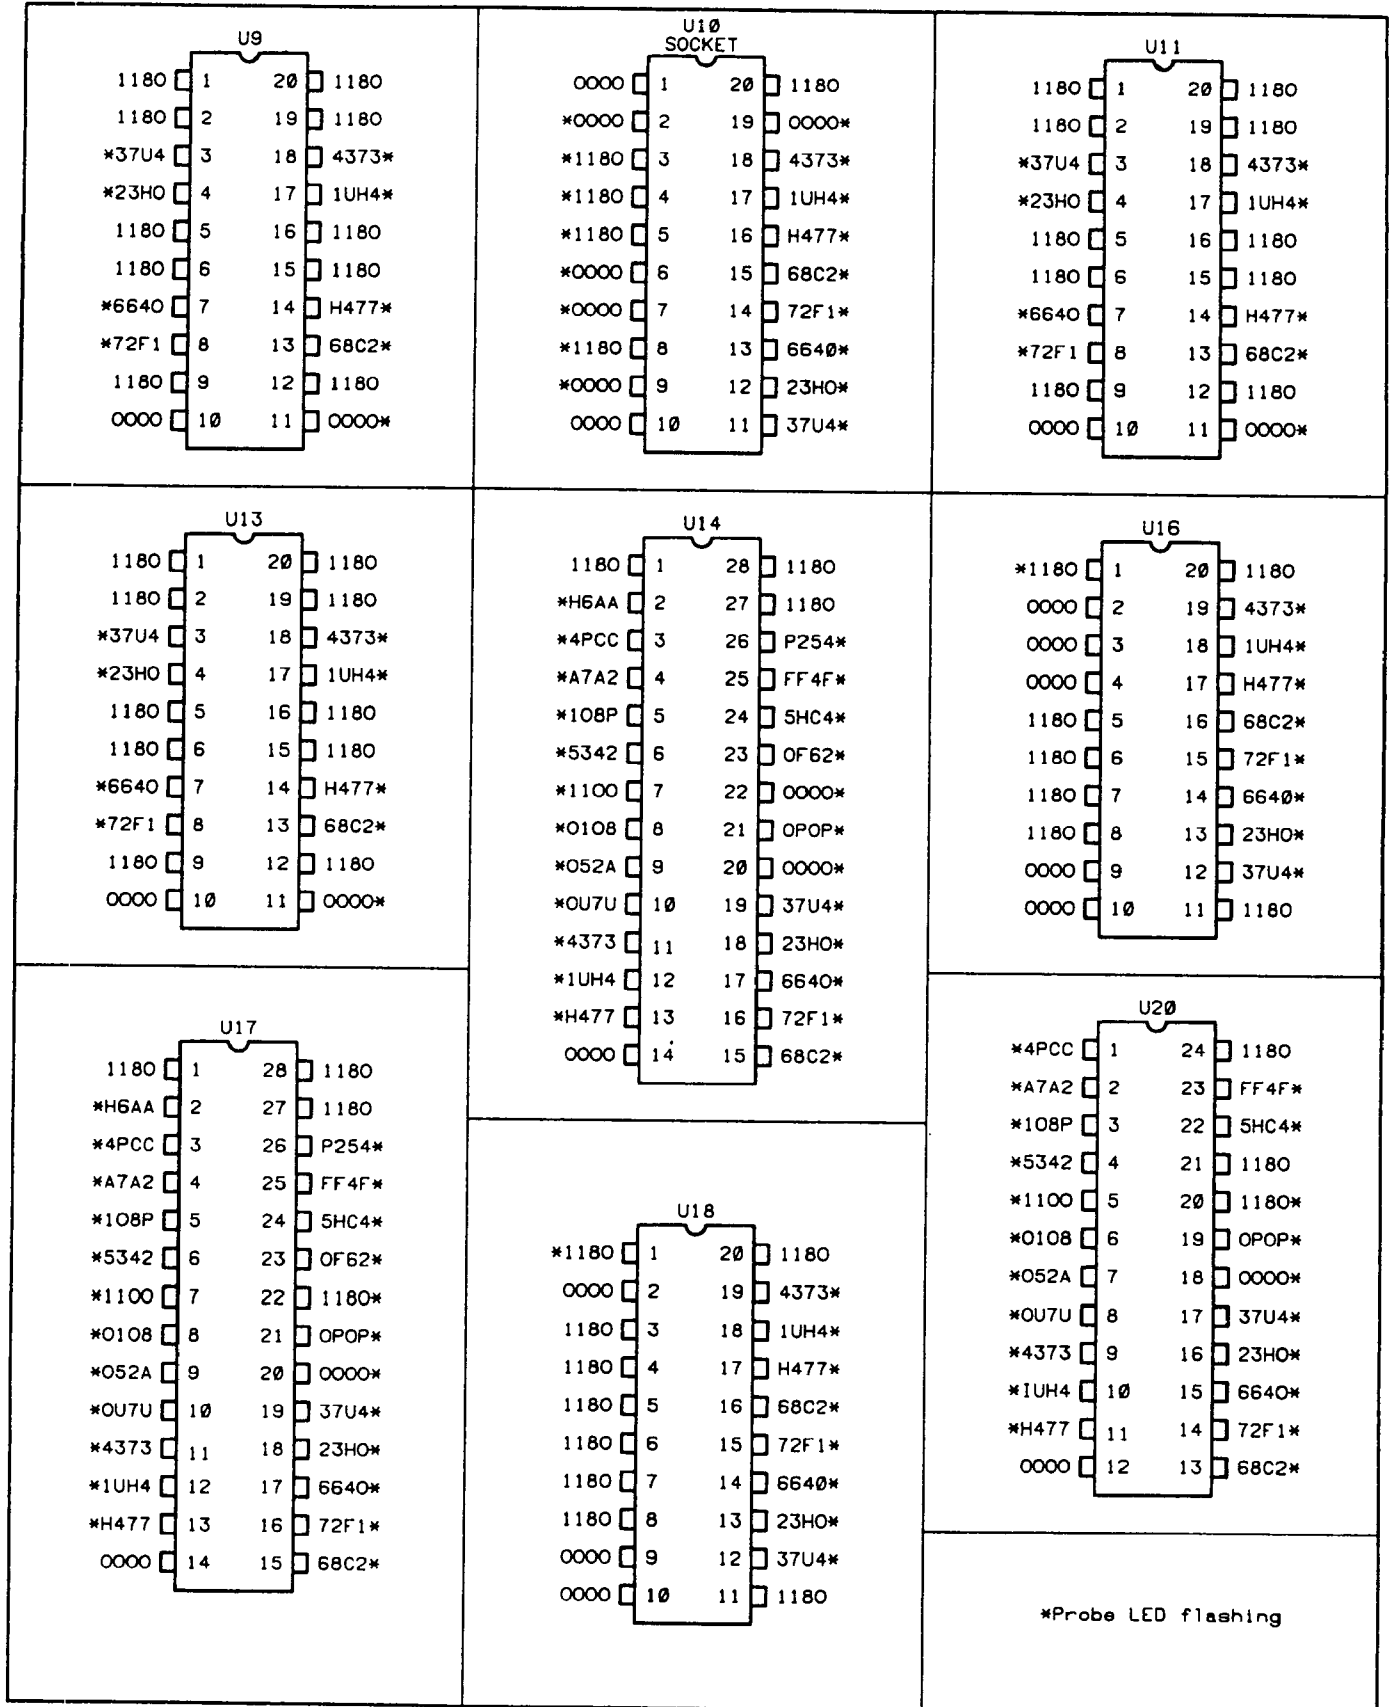 U9
1180 1 20 1180
1180 2 19 1180
*37U4 3 18 4373*
*23HO 4 17 1UH4*
1180 5 16 1180
1180 6 15 1180
*6640 7 14 H477*
*72F1 8 13 68C2*
1180 9 12 1180
0000 10 11 0000*
U10
SOCKET
0000 1 20 1180
*0000 2 19 0000*
*1180 3 18 4373*
*1180 4 17 1UH4*
*1180 5 16 H477*
*0000 6 15 68C2*
*0000 7 14 72F1*
*1180 8 13 6640*
*0000 9 12 23HO*
0000 10 11 37U4*
U11
1180 1 20 1180
1180 2 19 1180
*37U4 3 18 4373*
*23HO 4 17 1UH4*
1180 5 16 1180
1180 6 15 1180
*6640 7 14 H477*
*72F1 8 13 68C2*
1180 9 12 1180
0000 10 11 0000*
U13
1180 1 20 1180
1180 2 19 1180
*37U4 3 18 4373*
*23HO 4 17 1UH4*
1180 5 16 1180
1180 6 15 1180
*6640 7 14 H477*
*72F1 8 13 68C2*
1180 9 12 1180
0000 10 11 0000*
U14
1180 1 28 1180
*H6AA 2 27 1180
*4PCC 3 26 P254*
*A7A2 4 25 FF4F*
*108P 5 24 5HC4*
*5342 6 23 0F62*
*1100 7 22 0000*
*0108 8 21 0P0P*
*052A 9 20 0000*
*0U7U 10 19 37U4*
*4373 11 18 23HO*
*1UH4 12 17 6640*
*H477 13 16 72F1*
0000 14 15 68C2*
U16
*1180 1 20 1180
0000 2 19 4373*
0000 3 18 1UH4*
0000 4 17 H477*
1180 5 16 68C2*
1180 6 15 72F1*
1180 7 14 6640*
1180 8 13 23HO*
0000 9 12 37U4*
0000 10 11 1180
U17
1180 1 28 1180
*H6AA 2 27 1180
*4PCC 3 26 P254*
*A7A2 4 25 FF4F*
*108P 5 24 5HC4*
*5342 6 23 0F62*
*1100 7 22 1180*
*0108 8 21 0P0P*
*052A 9 20 0000*
*0U7U 10 19 37U4*
*4373 11 18 23HO*
*1UH4 12 17 6640*
*H477 13 16 72F1*
0000 14 15 68C2*
U18
*1180 1 20 1180
0000 2 19 4373*
1180 3 18 1UH4*
1180 4 17 H477*
1180 5 16 68C2*
1180 6 15 72F1*
1180 7 14 6640*
1180 8 13 23HO*
0000 9 12 37U4*
0000 10 11 1180
U20
*4PCC 1 24 1180
*A7A2 2 23 FF4F*
*108P 3 22 5HC4*
*5342 4 21 1180
*1100 5 20 1180*
*0108 6 19 0P0P*
*052A 7 18 0000*
*0U7U 8 17 37U4*
*4373 9 16 23HO*
*IUH4 10 15 6640*
*H477 11 14 72F1*
0000 12 13 68C2*
*Probe LED flashing